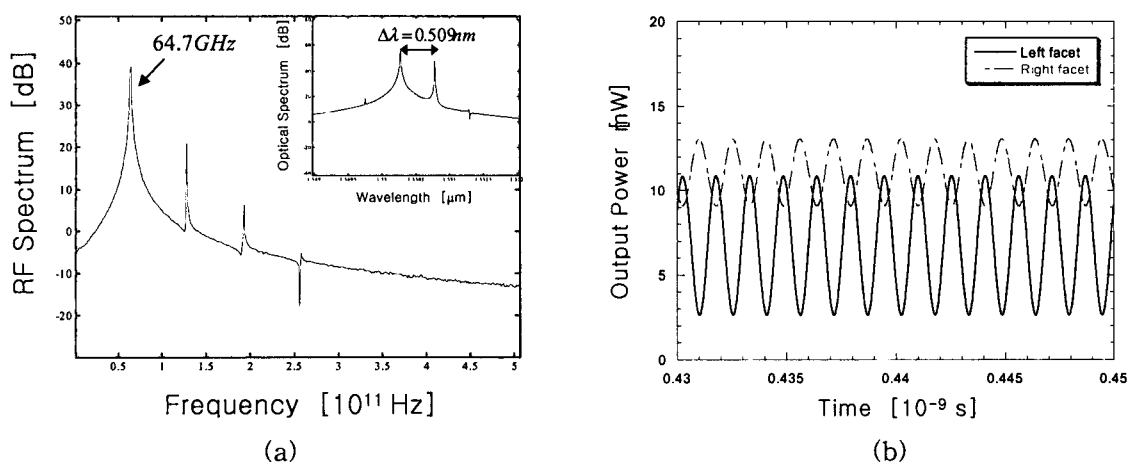 64.7GHz
Δλ=0.509nm
RF Spectrum [dB]
50
40
30
20
10
0
-10
-20
0.5
1
1.5
2
2.5
3
3.5
4
4.5
5
Frequency [10¹¹ Hz]
Optical Spectrum [dB]
Wavelength [μm]
(a)
Output Power [mW]
20
15
10
5
0
Left facet
Right facet
0.43
0.435
0.44
0.445
0.45
Time [10⁻⁹ s]
(b)